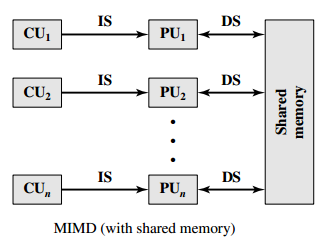 IS DS
CU₁ PU₁
IS DS
CU₂ PU₂
Shared
memory
IS DS
CUₙ PUₙ
MIMD (with shared memory)